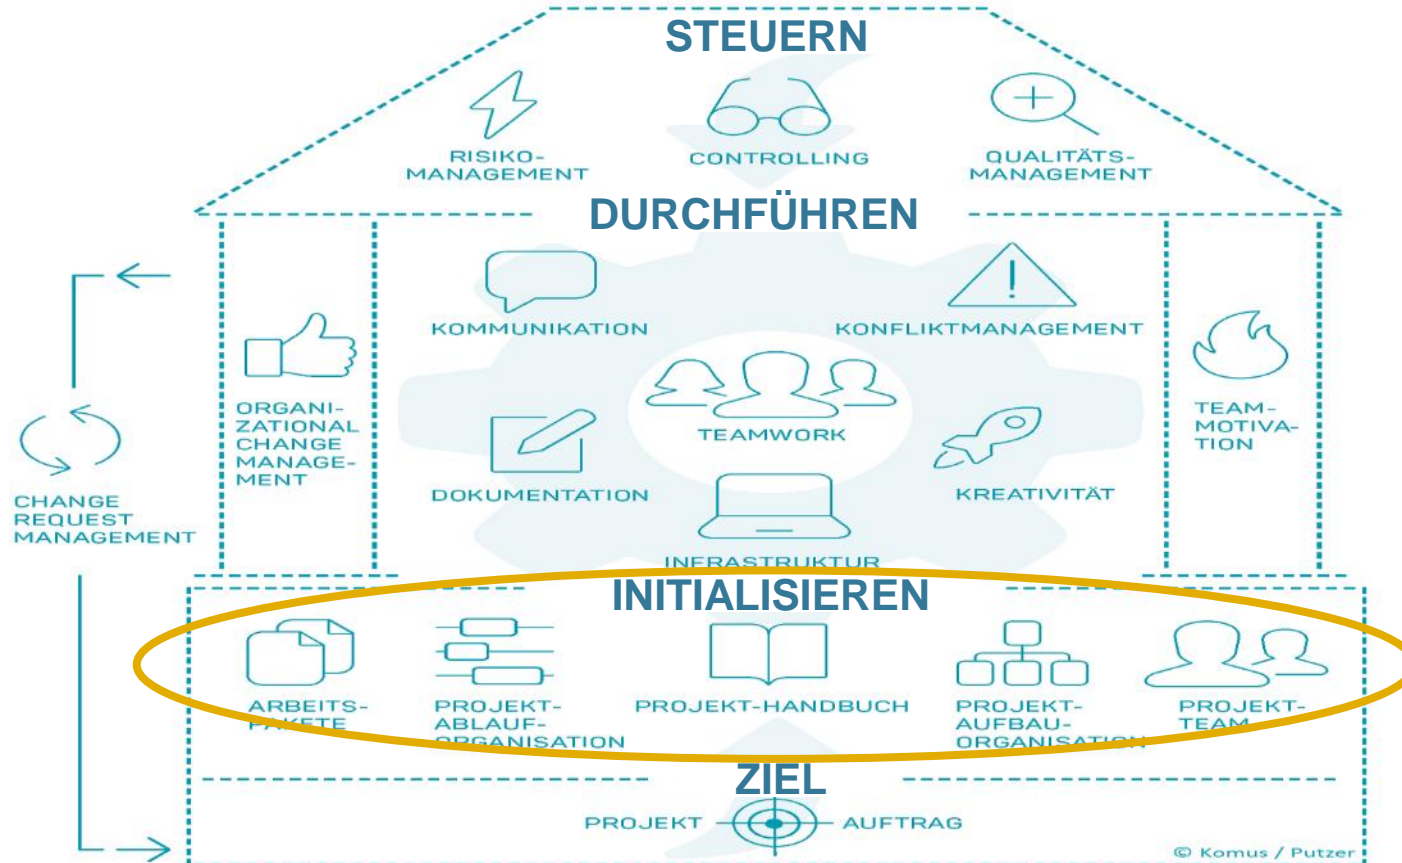 STEUERN
RISIKO-
MANAGEMENT
CONTROLLING
QUALITÄTS-
MANAGEMENT
DURCHFÜHREN
KOMMUNIKATION
KONFLIKTMANAGEMENT
ORGANI-
ZATIONAL
CHANGE
MANAGE-
MENT
TEAMWORK
TEAM-
MOTIVA-
TION
DOKUMENTATION
KREATIVITÄT
CHANGE
REQUEST
MANAGEMENT
INFRASTRUKTUR
INITIALISIEREN
ARBEITS-
PAKETE
PROJEKT-
ABLAUF-
ORGANISATION
PROJEKT-HANDBUCH
PROJEKT-
AUFBAU-
ORGANISATION
PROJEKT-
TEAM
ZIEL
PROJEKT AUFTRAG
© Komus / Putzer